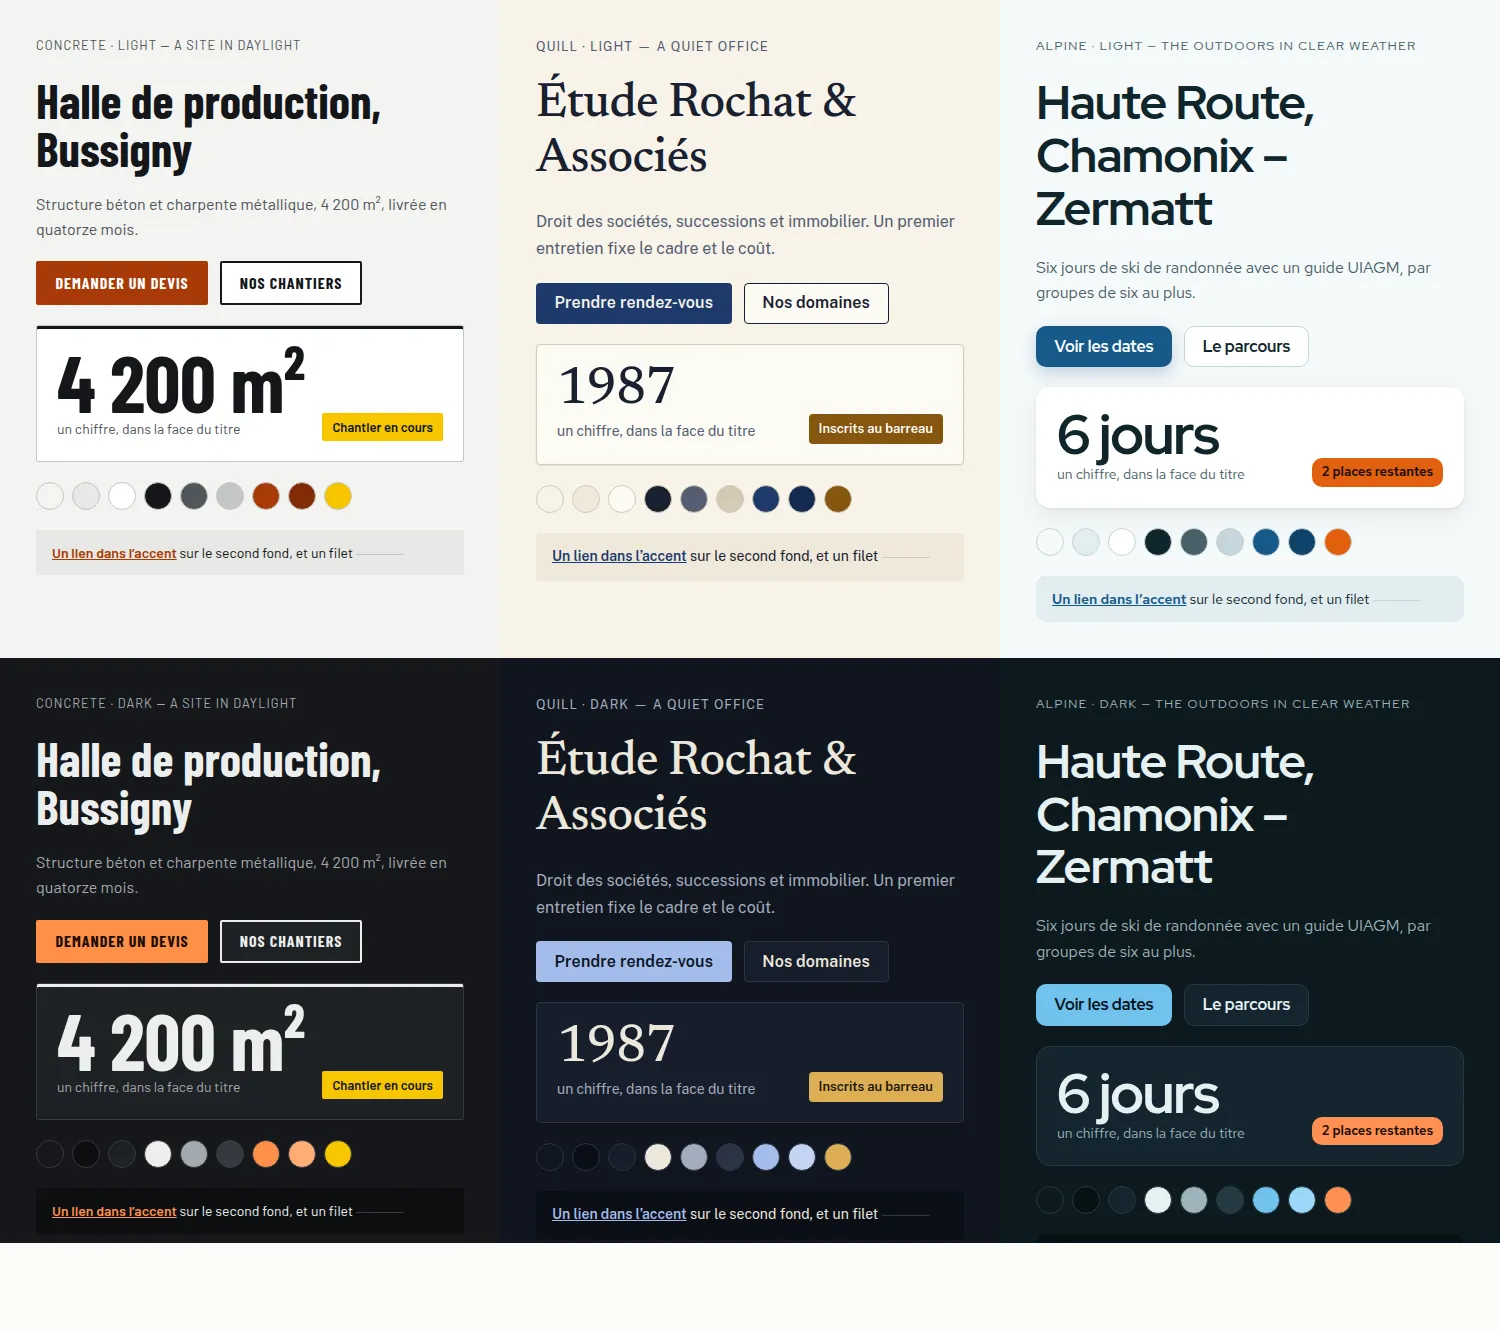 CONCRETE · LIGHT — A SITE IN DAYLIGHT
Halle de production,
Bussigny
Structure béton et charpente métallique, 4 200 m², livrée en
quatorze mois.
DEMANDER UN DEVIS
NOS CHANTIERS
4 200 m²
un chiffre, dans la face du titre
Chantier en cours
Un lien dans l’accent sur le second fond, et un filet
QUILL · LIGHT — A QUIET OFFICE
Étude Rochat &
Associés
Droit des sociétés, successions et immobilier. Un premier
entretien fixe le cadre et le coût.
Prendre rendez-vous
Nos domaines
1987
un chiffre, dans la face du titre
Inscrits au barreau
Un lien dans l’accent sur le second fond, et un filet
ALPINE · LIGHT — THE OUTDOORS IN CLEAR WEATHER
Haute Route,
Chamonix –
Zermatt
Six jours de ski de randonnée avec un guide UIAGM, par
groupes de six au plus.
Voir les dates
Le parcours
6 jours
un chiffre, dans la face du titre
2 places restantes
Un lien dans l’accent sur le second fond, et un filet
CONCRETE · DARK — A SITE IN DAYLIGHT
Halle de production,
Bussigny
Structure béton et charpente métallique, 4 200 m², livrée en
quatorze mois.
DEMANDER UN DEVIS
NOS CHANTIERS
4 200 m²
un chiffre, dans la face du titre
Chantier en cours
Un lien dans l’accent sur le second fond, et un filet
QUILL · DARK — A QUIET OFFICE
Étude Rochat &
Associés
Droit des sociétés, successions et immobilier. Un premier
entretien fixe le cadre et le coût.
Prendre rendez-vous
Nos domaines
1987
un chiffre, dans la face du titre
Inscrits au barreau
Un lien dans l’accent sur le second fond, et un filet
ALPINE · DARK — THE OUTDOORS IN CLEAR WEATHER
Haute Route,
Chamonix –
Zermatt
Six jours de ski de randonnée avec un guide UIAGM, par
groupes de six au plus.
Voir les dates
Le parcours
6 jours
un chiffre, dans la face du titre
2 places restantes